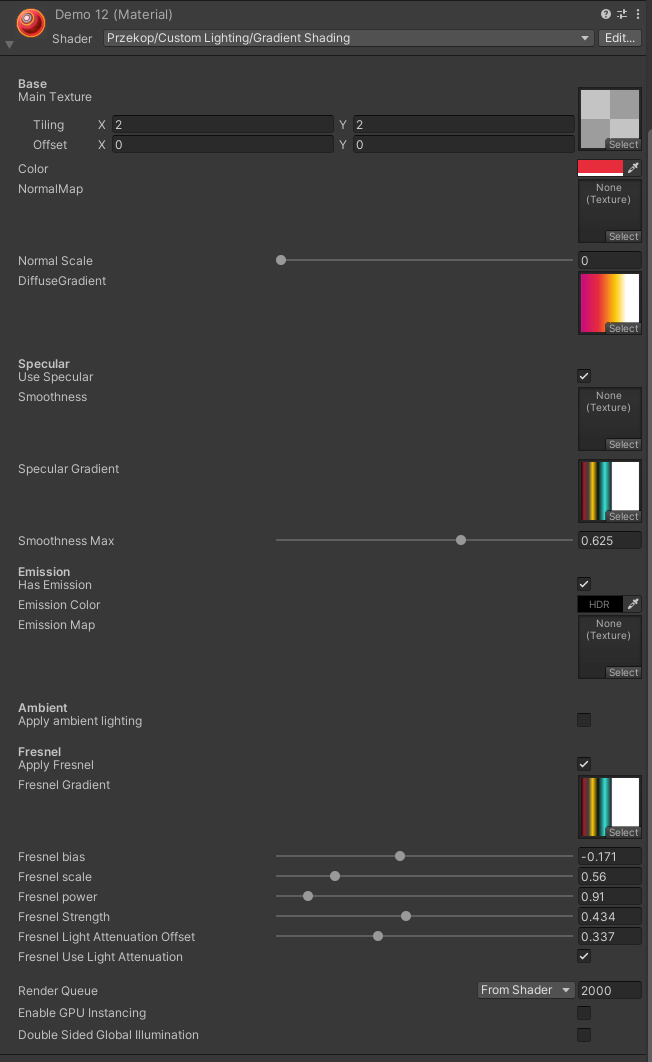 Demo 12 (Material)
Shader Przekop/Custom Lighting/Gradient Shading Edit...
Base
Main Texture
Tiling X 2 Y 2
Offset X 0 Y 0
Select
Color
NormalMap
None
(Texture)
Select
Normal Scale 0
DiffuseGradient
Select
Specular
Use Specular
Smoothness
None
(Texture)
Select
Specular Gradient
Select
Smoothness Max 0.625
Emission
Has Emission
Emission Color HDR
Emission Map
None
(Texture)
Select
Ambient
Apply ambient lighting
Fresnel
Apply Fresnel
Fresnel Gradient
Select
Fresnel bias -0.171
Fresnel scale 0.56
Fresnel power 0.91
Fresnel Strength 0.434
Fresnel Light Attenuation Offset 0.337
Fresnel Use Light Attenuation
Render Queue From Shader 2000
Enable GPU Instancing
Double Sided Global Illumination